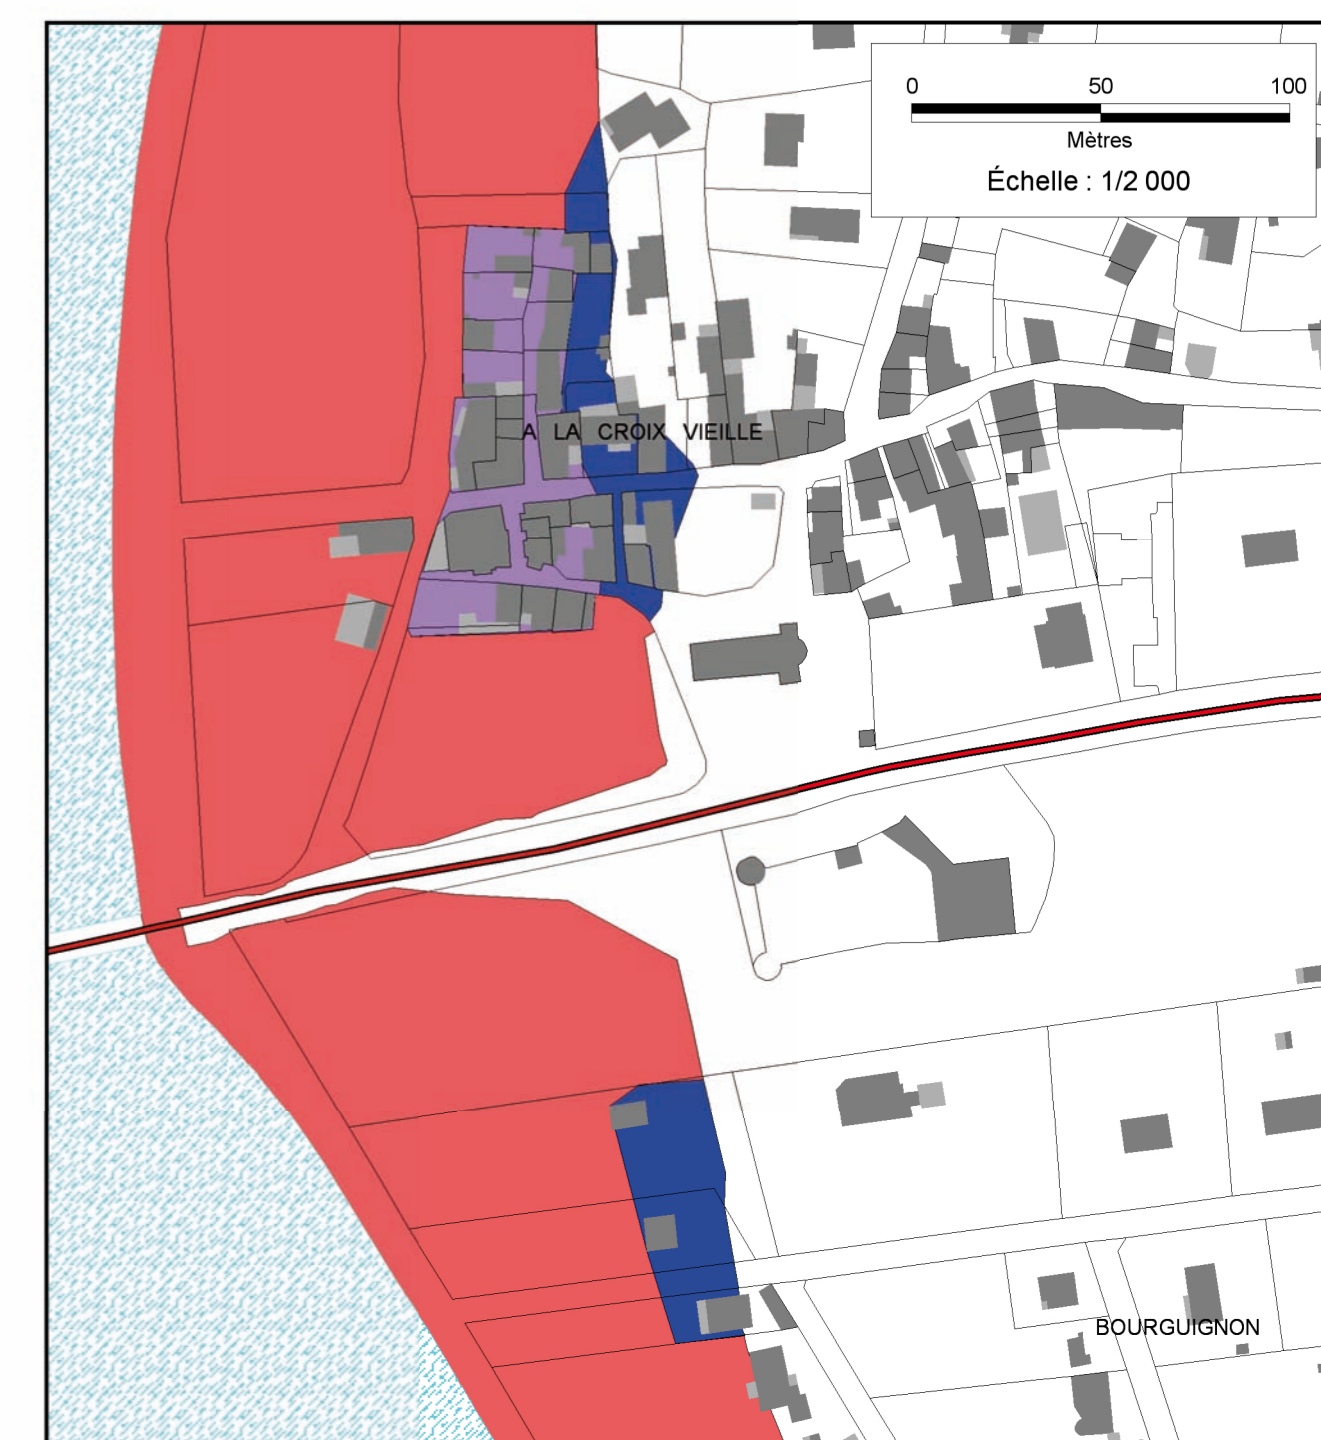 0 50 100
Mètres
Échelle : 1/2 000
A LA CROIX VIEILLE
BOURGUIGNON